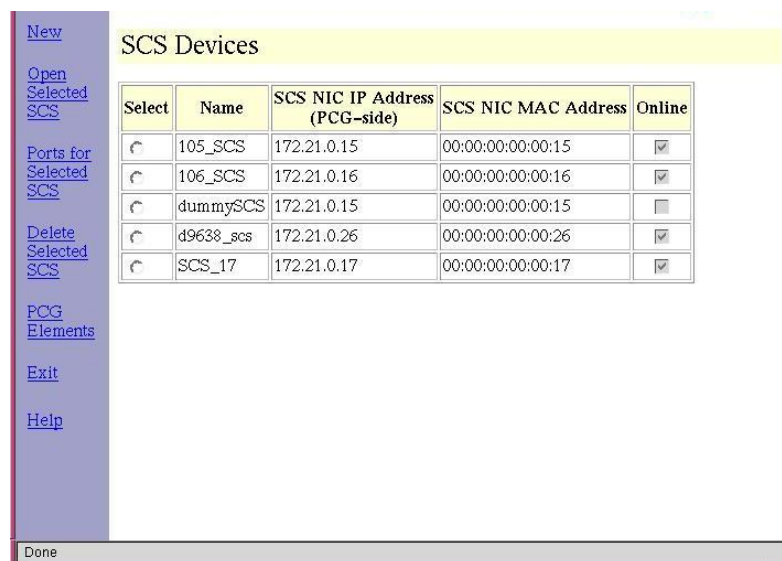 New
Open
Selected
SCS
Ports for
Selected
SCS
Delete
Selected
SCS
PCG
Elements
Exit
Help
SCS Devices
Select Name SCS NIC IP Address (PCG-side) SCS NIC MAC Address Online
105_SCS 172.21.0.15 00:00:00:00:00:15
106_SCS 172.21.0.16 00:00:00:00:00:16
dummySCS 172.21.0.15 00:00:00:00:00:15
d9638_scs 172.21.0.26 00:00:00:00:00:26
SCS_17 172.21.0.17 00:00:00:00:00:17
Done